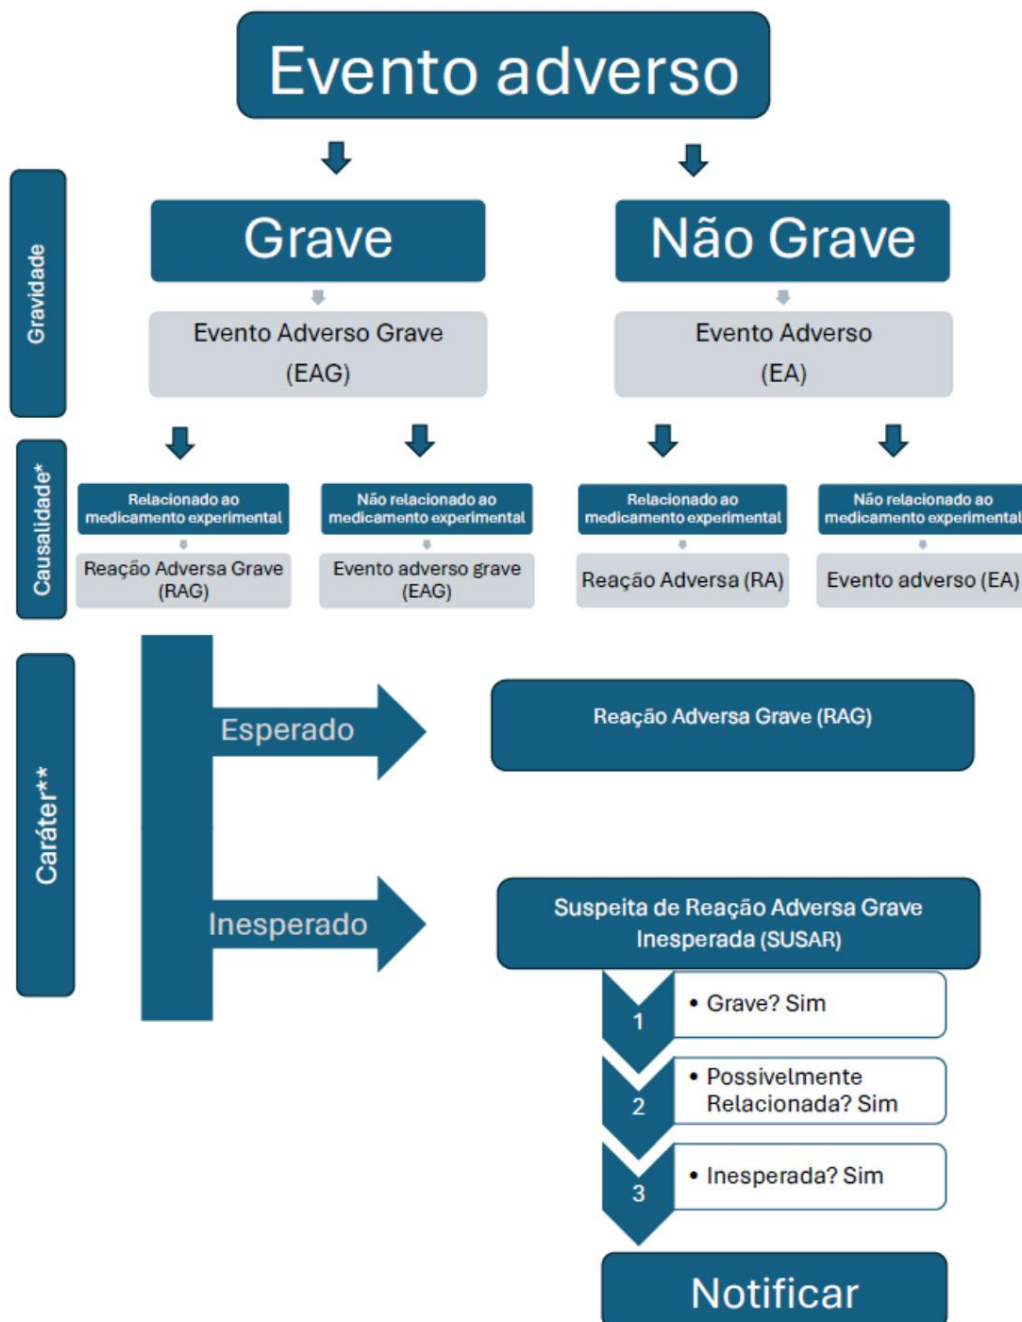 Evento adverso
Gravidade
Grave
Não Grave
Evento Adverso Grave
(EAG)
Evento Adverso
(EA)
Causalidade*
Relacionado ao
medicamento experimental
Não relacionado ao
medicamento experimental
Relacionado ao
medicamento experimental
Não relacionado ao
medicamento experimental
Reação Adversa Grave
(RAG)
Evento adverso grave
(EAG)
Reação Adversa (RA)
Evento adverso (EA)
Caráter**
Esperado
Reação Adversa Grave (RAG)
Inesperado
Suspeita de Reação Adversa Grave
Inesperada (SUSAR)
1
• Grave? Sim
2
• Possivelmente
Relacionada? Sim
3
• Inesperada? Sim
Notificar